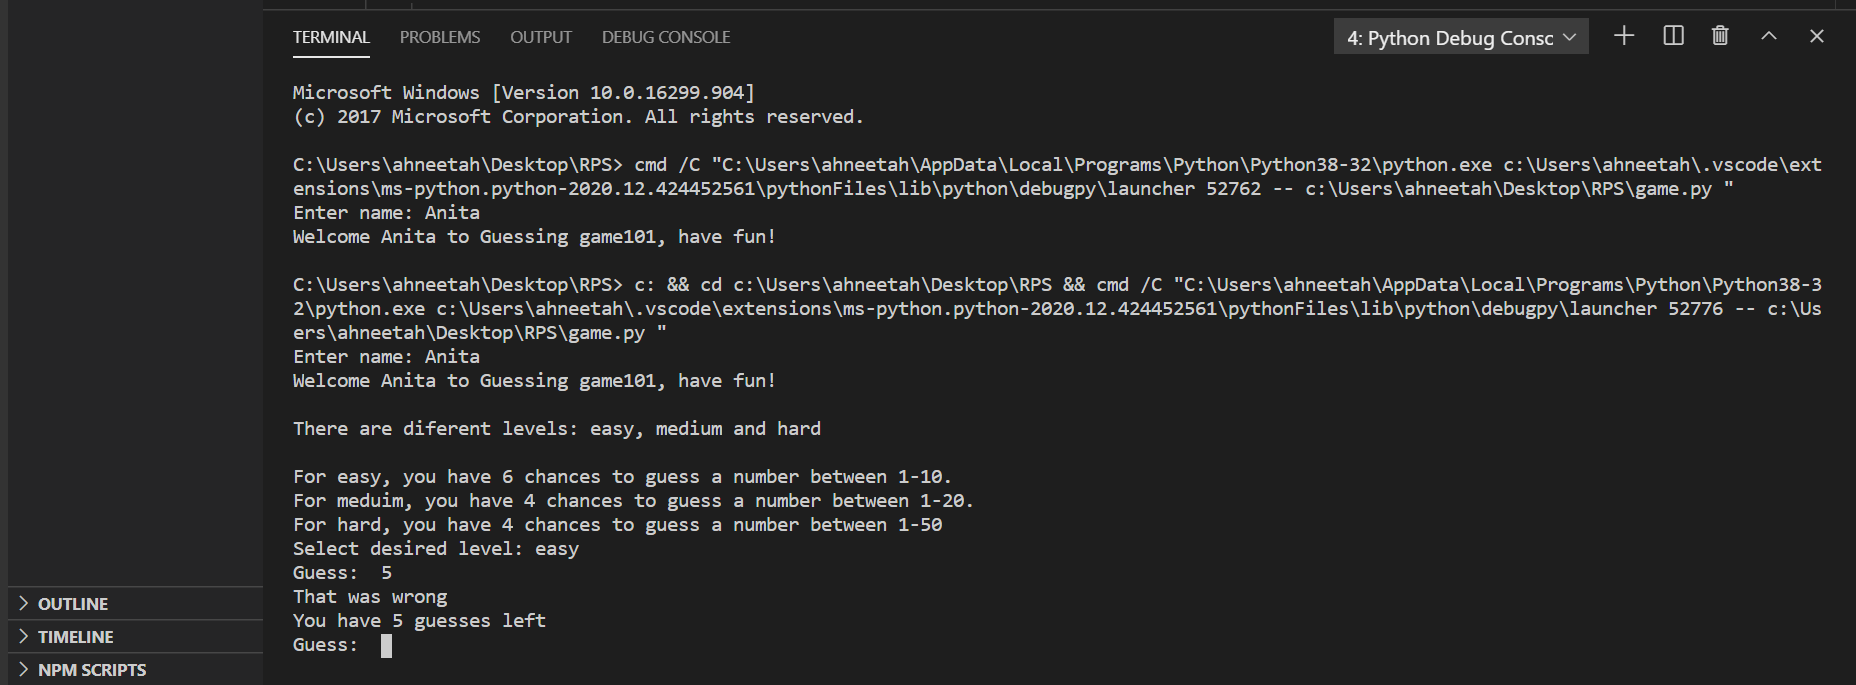 TERMINAL PROBLEMS OUTPUT DEBUG CONSOLE 4: Python Debug Consc
Microsoft Windows [Version 10.0.16299.904]
(c) 2017 Microsoft Corporation. All rights reserved.
C:\Users\ahneetah\Desktop\RPS> cmd /C "C:\Users\ahneetah\AppData\Local\Programs\Python\Python38-32\python.exe c:\Users\ahneetah\.vscode\ext
ensions\ms-python.python-2020.12.424452561\pythonFiles\lib\python\debugpy\launcher 52762 -- c:\Users\ahneetah\Desktop\RPS\game.py "
Enter name: Anita
Welcome Anita to Guessing game101, have fun!
C:\Users\ahneetah\Desktop\RPS> c: && cd c:\Users\ahneetah\Desktop\RPS && cmd /C "C:\Users\ahneetah\AppData\Local\Programs\Python\Python38-3
2\python.exe c:\Users\ahneetah\.vscode\extensions\ms-python.python-2020.12.424452561\pythonFiles\lib\python\debugpy\launcher 52776 -- c:\Us
ers\ahneetah\Desktop\RPS\game.py "
Enter name: Anita
Welcome Anita to Guessing game101, have fun!
There are diferent levels: easy, medium and hard
For easy, you have 6 chances to guess a number between 1-10.
For meduim, you have 4 chances to guess a number between 1-20.
For hard, you have 4 chances to guess a number between 1-50
Select desired level: easy
Guess:  5
That was wrong
You have 5 guesses left
Guess:
OUTLINE
TIMELINE
NPM SCRIPTS